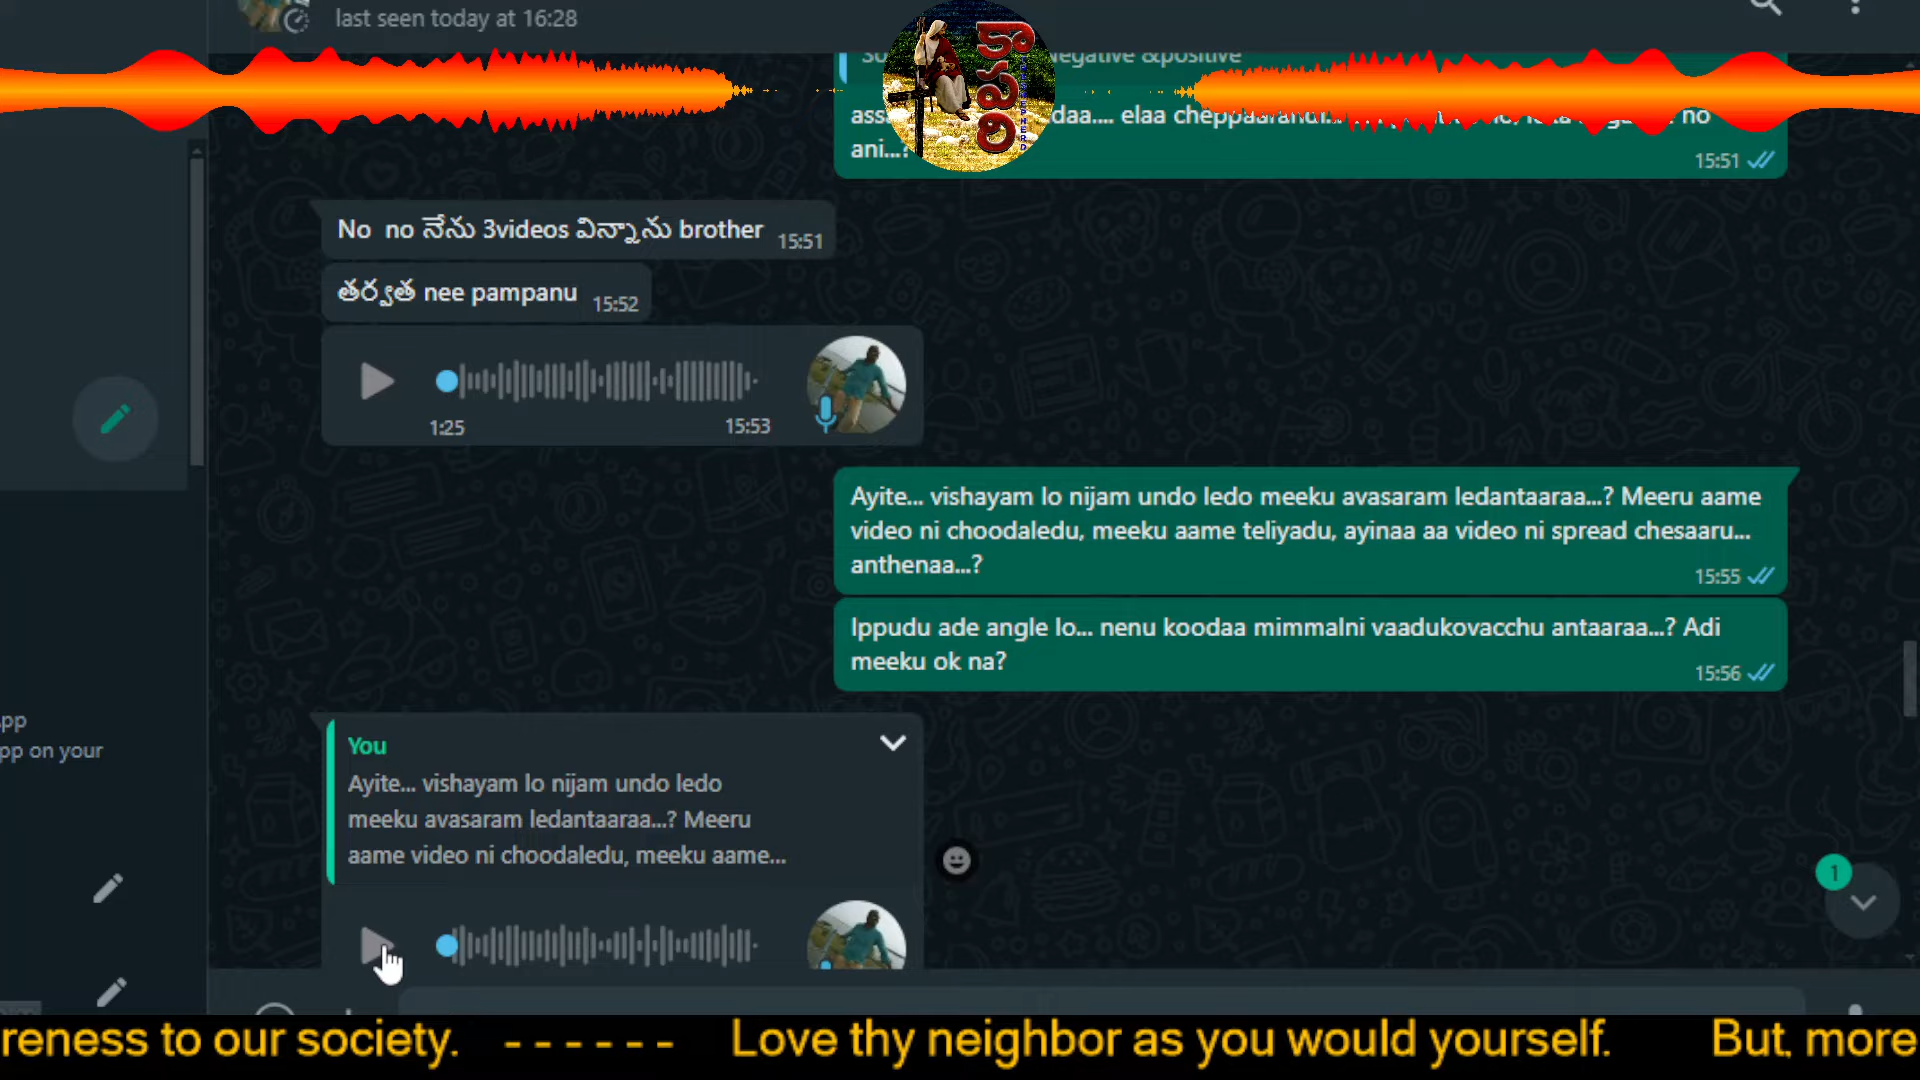 last seen today at 16:28
Negative &positive
daa.... elaa
no
ani...?
15:51
కాపరి
No no నేను 3videos విన్నాను brother
15:51
తర్వత nee pampanu
15:52
1:25
15:53
Ayite... vishayam lo nijam undo ledo meeku avasaram ledantaaraa...? Meeru aame
video ni choodaledu, meeku aame teliyadu, ayinaa aa video ni spread chesaaru...
anthenaa...?
15:55
Ippudu ade angle lo... nenu koodaa mimmalni vaadukovacchu antaaraa...? Adi
meeku ok na?
15:56
You
Ayite... vishayam lo nijam undo ledo
meeku avasaram ledantaaraa...? Meeru
aame video ni choodaledu, meeku aame...
pp
pp on your
1
reness to our society. - - - - - - Love thy neighbor as you would yourself. But, more